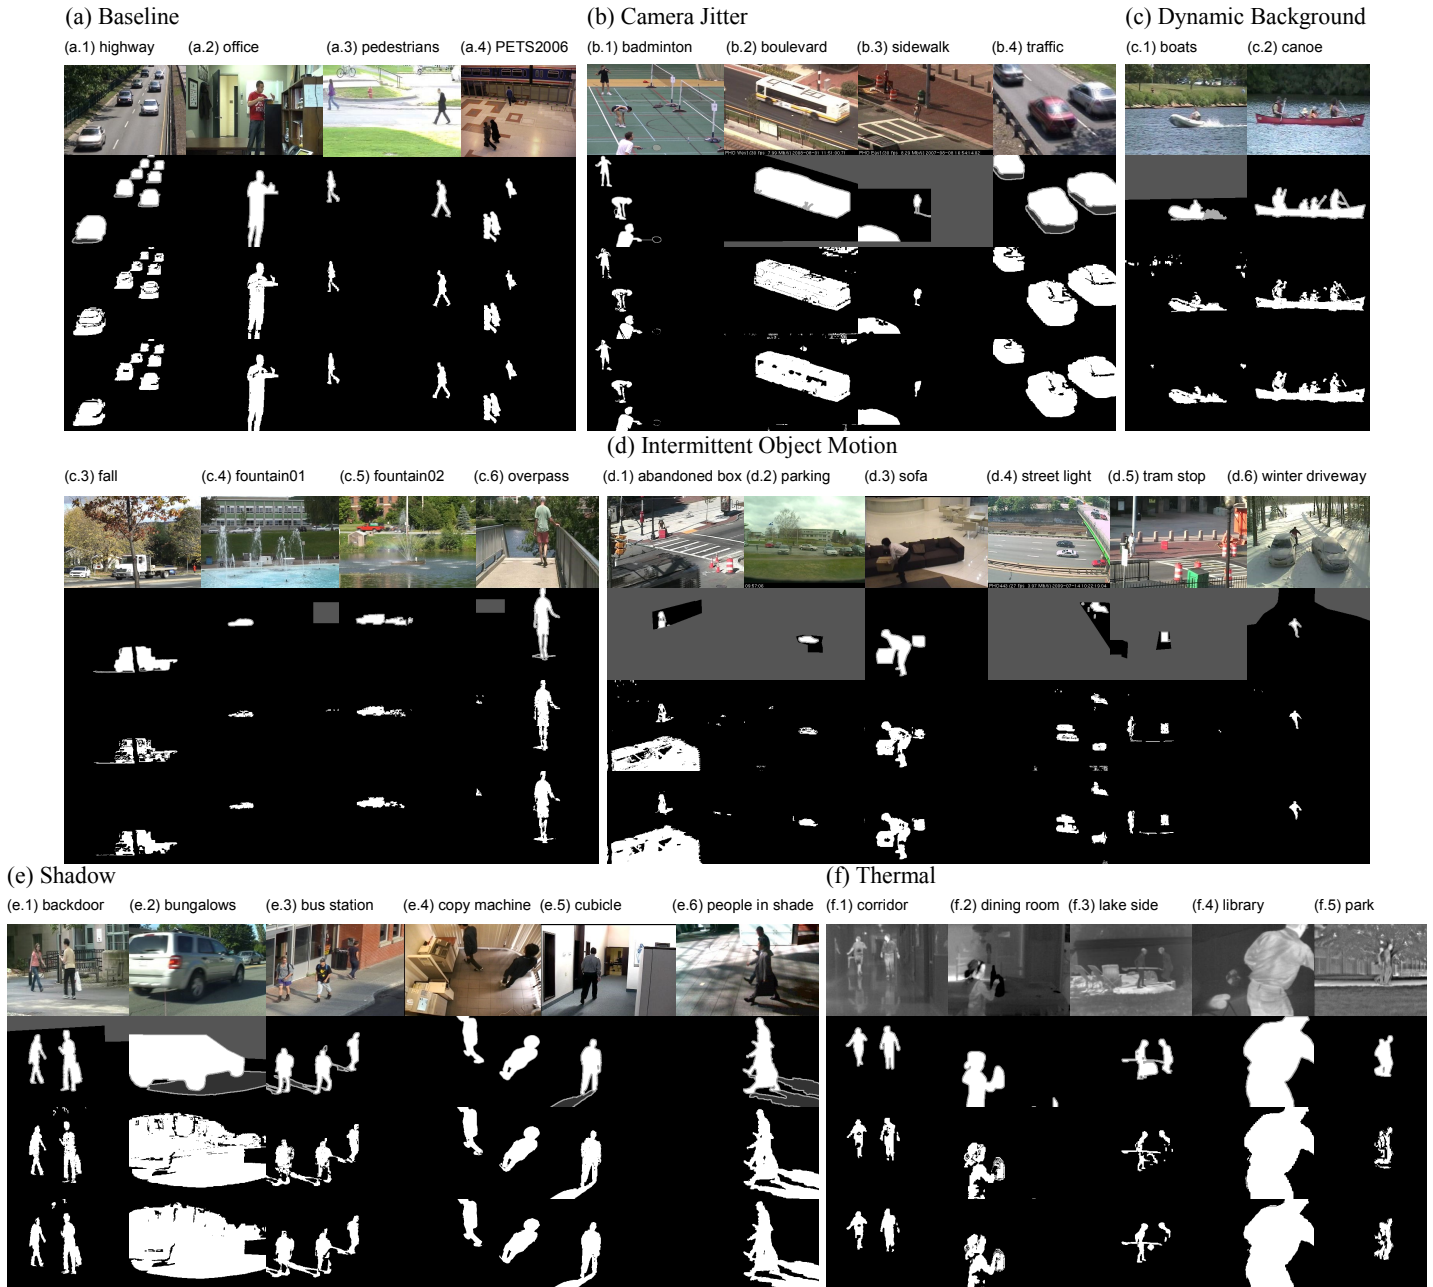 (a) Baseline
(b) Camera Jitter
(c) Dynamic Background
(a.1) highway
(a.2) office
(a.3) pedestrians
(a.4) PETS2006
(b.1) badminton
(b.2) boulevard
(b.3) sidewalk
(b.4) traffic
(c.1) boats
(c.2) canoe
(d) Intermittent Object Motion
(c.3) fall
(c.4) fountain01
(c.5) fountain02
(c.6) overpass
(d.1) abandoned box
(d.2) parking
(d.3) sofa
(d.4) street light
(d.5) tram stop
(d.6) winter driveway
(e) Shadow
(f) Thermal
(e.1) backdoor
(e.2) bungalows
(e.3) bus station
(e.4) copy machine
(e.5) cubicle
(e.6) people in shade
(f.1) corridor
(f.2) dining room
(f.3) lake side
(f.4) library
(f.5) park